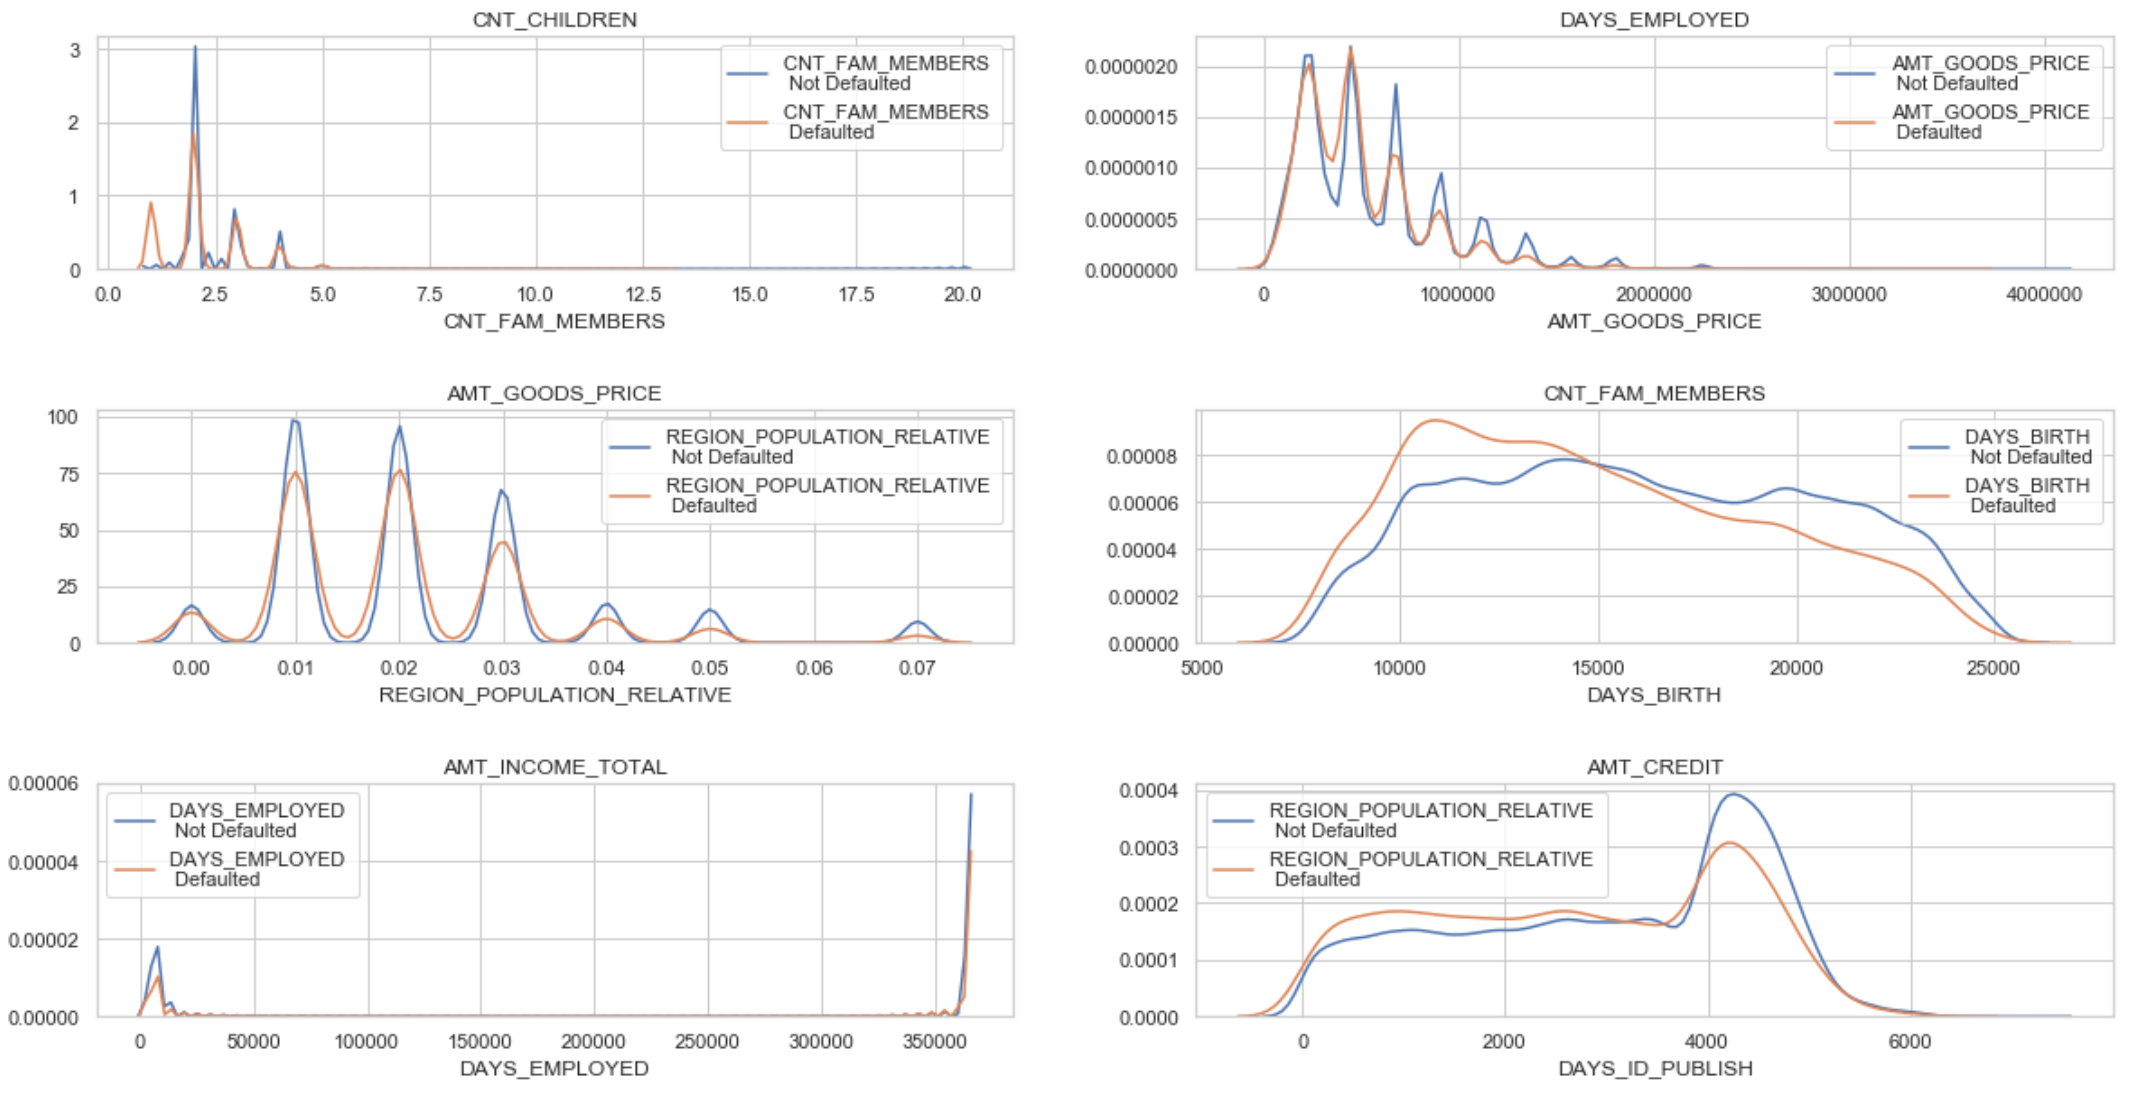 CNT_CHILDREN
3
2
1
0
CNT_FAM_MEMBERS
Not Defaulted
CNT_FAM_MEMBERS
Defaulted
0.0 2.5 5.0 7.5 10.0 12.5 15.0 17.5 20.0
CNT_FAM_MEMBERS
DAYS_EMPLOYED
0.0000020
0.0000015
0.0000010
0.0000005
0.0000000
AMT_GOODS_PRICE
Not Defaulted
AMT_GOODS_PRICE
Defaulted
0 1000000 2000000 3000000 4000000
AMT_GOODS_PRICE
AMT_GOODS_PRICE
100
75
50
25
0
REGION_POPULATION_RELATIVE
Not Defaulted
REGION_POPULATION_RELATIVE
Defaulted
0.00 0.01 0.02 0.03 0.04 0.05 0.06 0.07
REGION_POPULATION_RELATIVE
CNT_FAM_MEMBERS
0.00008
0.00006
0.00004
0.00002
0.00000
DAYS_BIRTH
Not Defaulted
DAYS_BIRTH
Defaulted
5000 10000 15000 20000 25000
DAYS_BIRTH
AMT_INCOME_TOTAL
0.00006
0.00004
0.00002
0.00000
DAYS_EMPLOYED
Not Defaulted
DAYS_EMPLOYED
Defaulted
0 50000 100000 150000 200000 250000 300000 350000
DAYS_EMPLOYED
AMT_CREDIT
0.0004
0.0003
0.0002
0.0001
0.0000
REGION_POPULATION_RELATIVE
Not Defaulted
REGION_POPULATION_RELATIVE
Defaulted
0 2000 4000 6000
DAYS_ID_PUBLISH